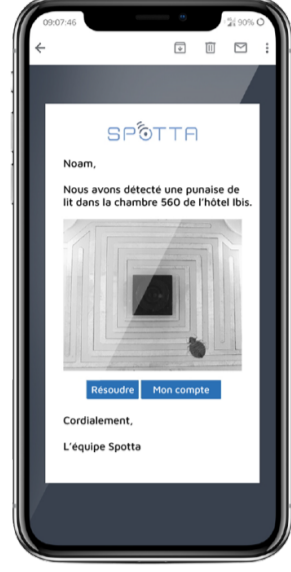 09:07:46
90%
SPOTTA
Noam,
Nous avons détecté une punaise de
lit dans la chambre 560 de l'hôtel Ibis.
Résoudre
Mon compte
Cordialement,
L'équipe Spotta